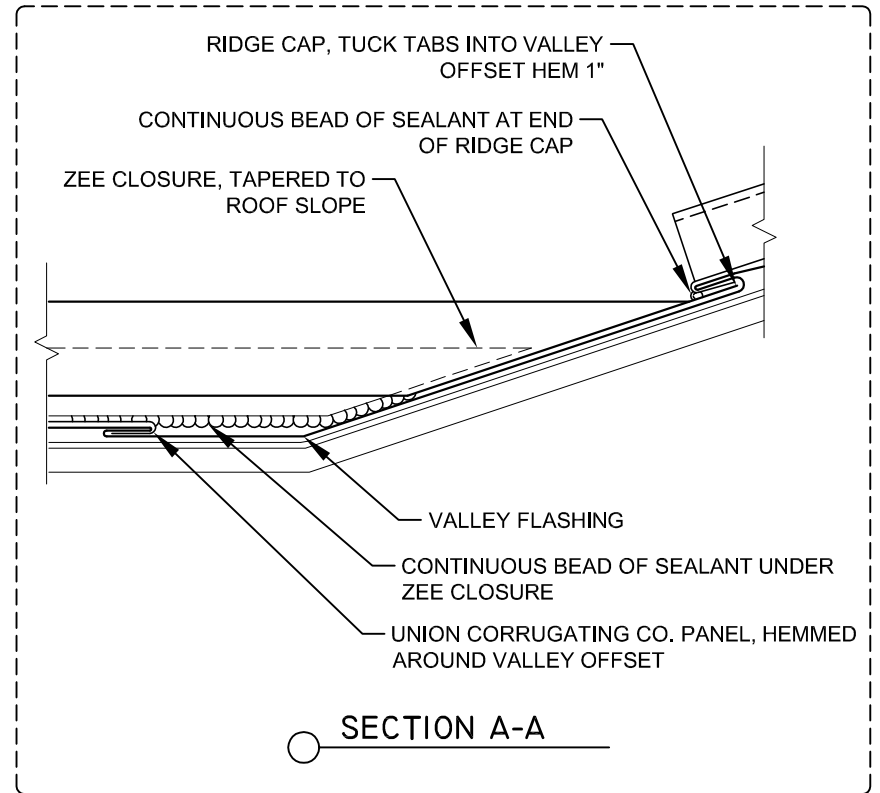 RIDGE CAP, TUCK TABS INTO VALLEY
OFFSET HEM 1"
CONTINUOUS BEAD OF SEALANT AT END
OF RIDGE CAP
ZEE CLOSURE, TAPERED TO
ROOF SLOPE
VALLEY FLASHING
CONTINUOUS BEAD OF SEALANT UNDER
ZEE CLOSURE
UNION CORRUGATING CO. PANEL, HEMMED
AROUND VALLEY OFFSET
SECTION A-A